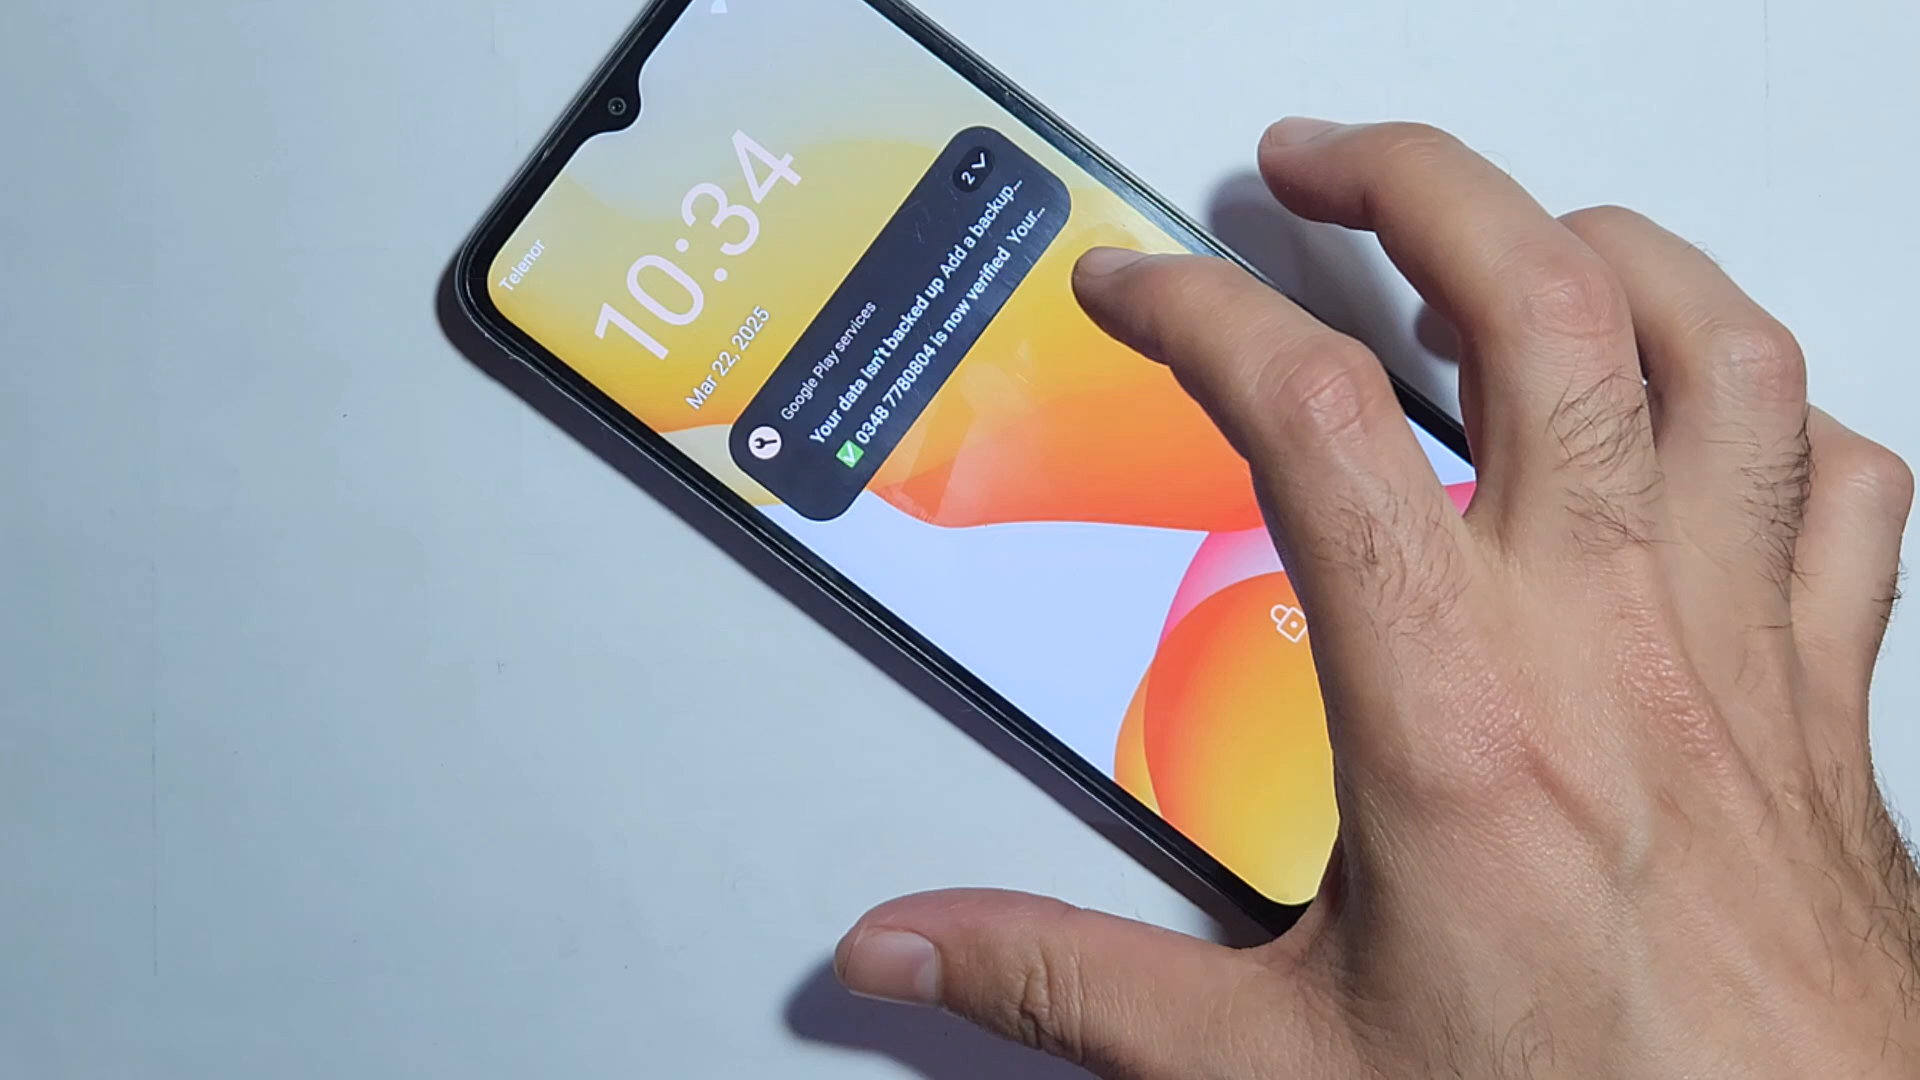 Telenor
10:34
Mar 22, 2025
Google Play services
2
Your data isn't backed up Add a backup...
✅ 0348 7780804 is now verified Your...